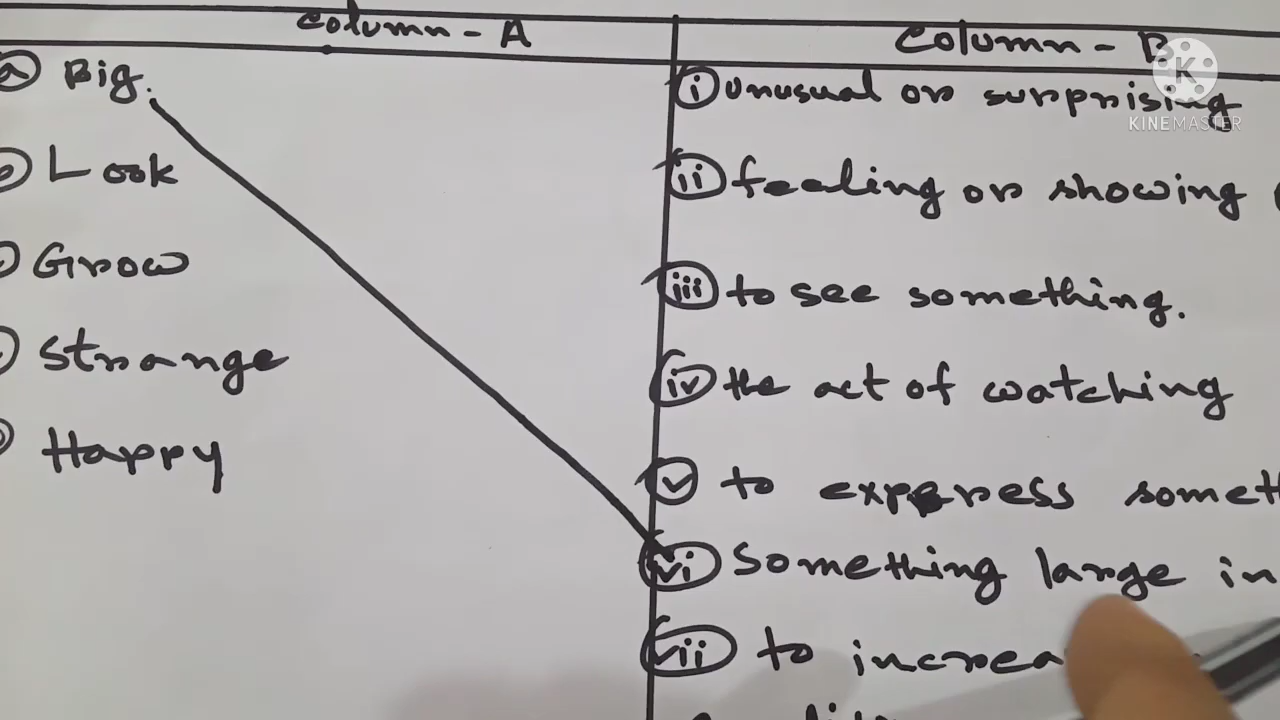 Column - A
Column - B
a Big.
i unusual or surprising
Look
ii feeling or showing
Grow
iii to see something.
Strange
iv the act of watching
Happy
v to express
vi Something large in
vii to
KINEMASTER